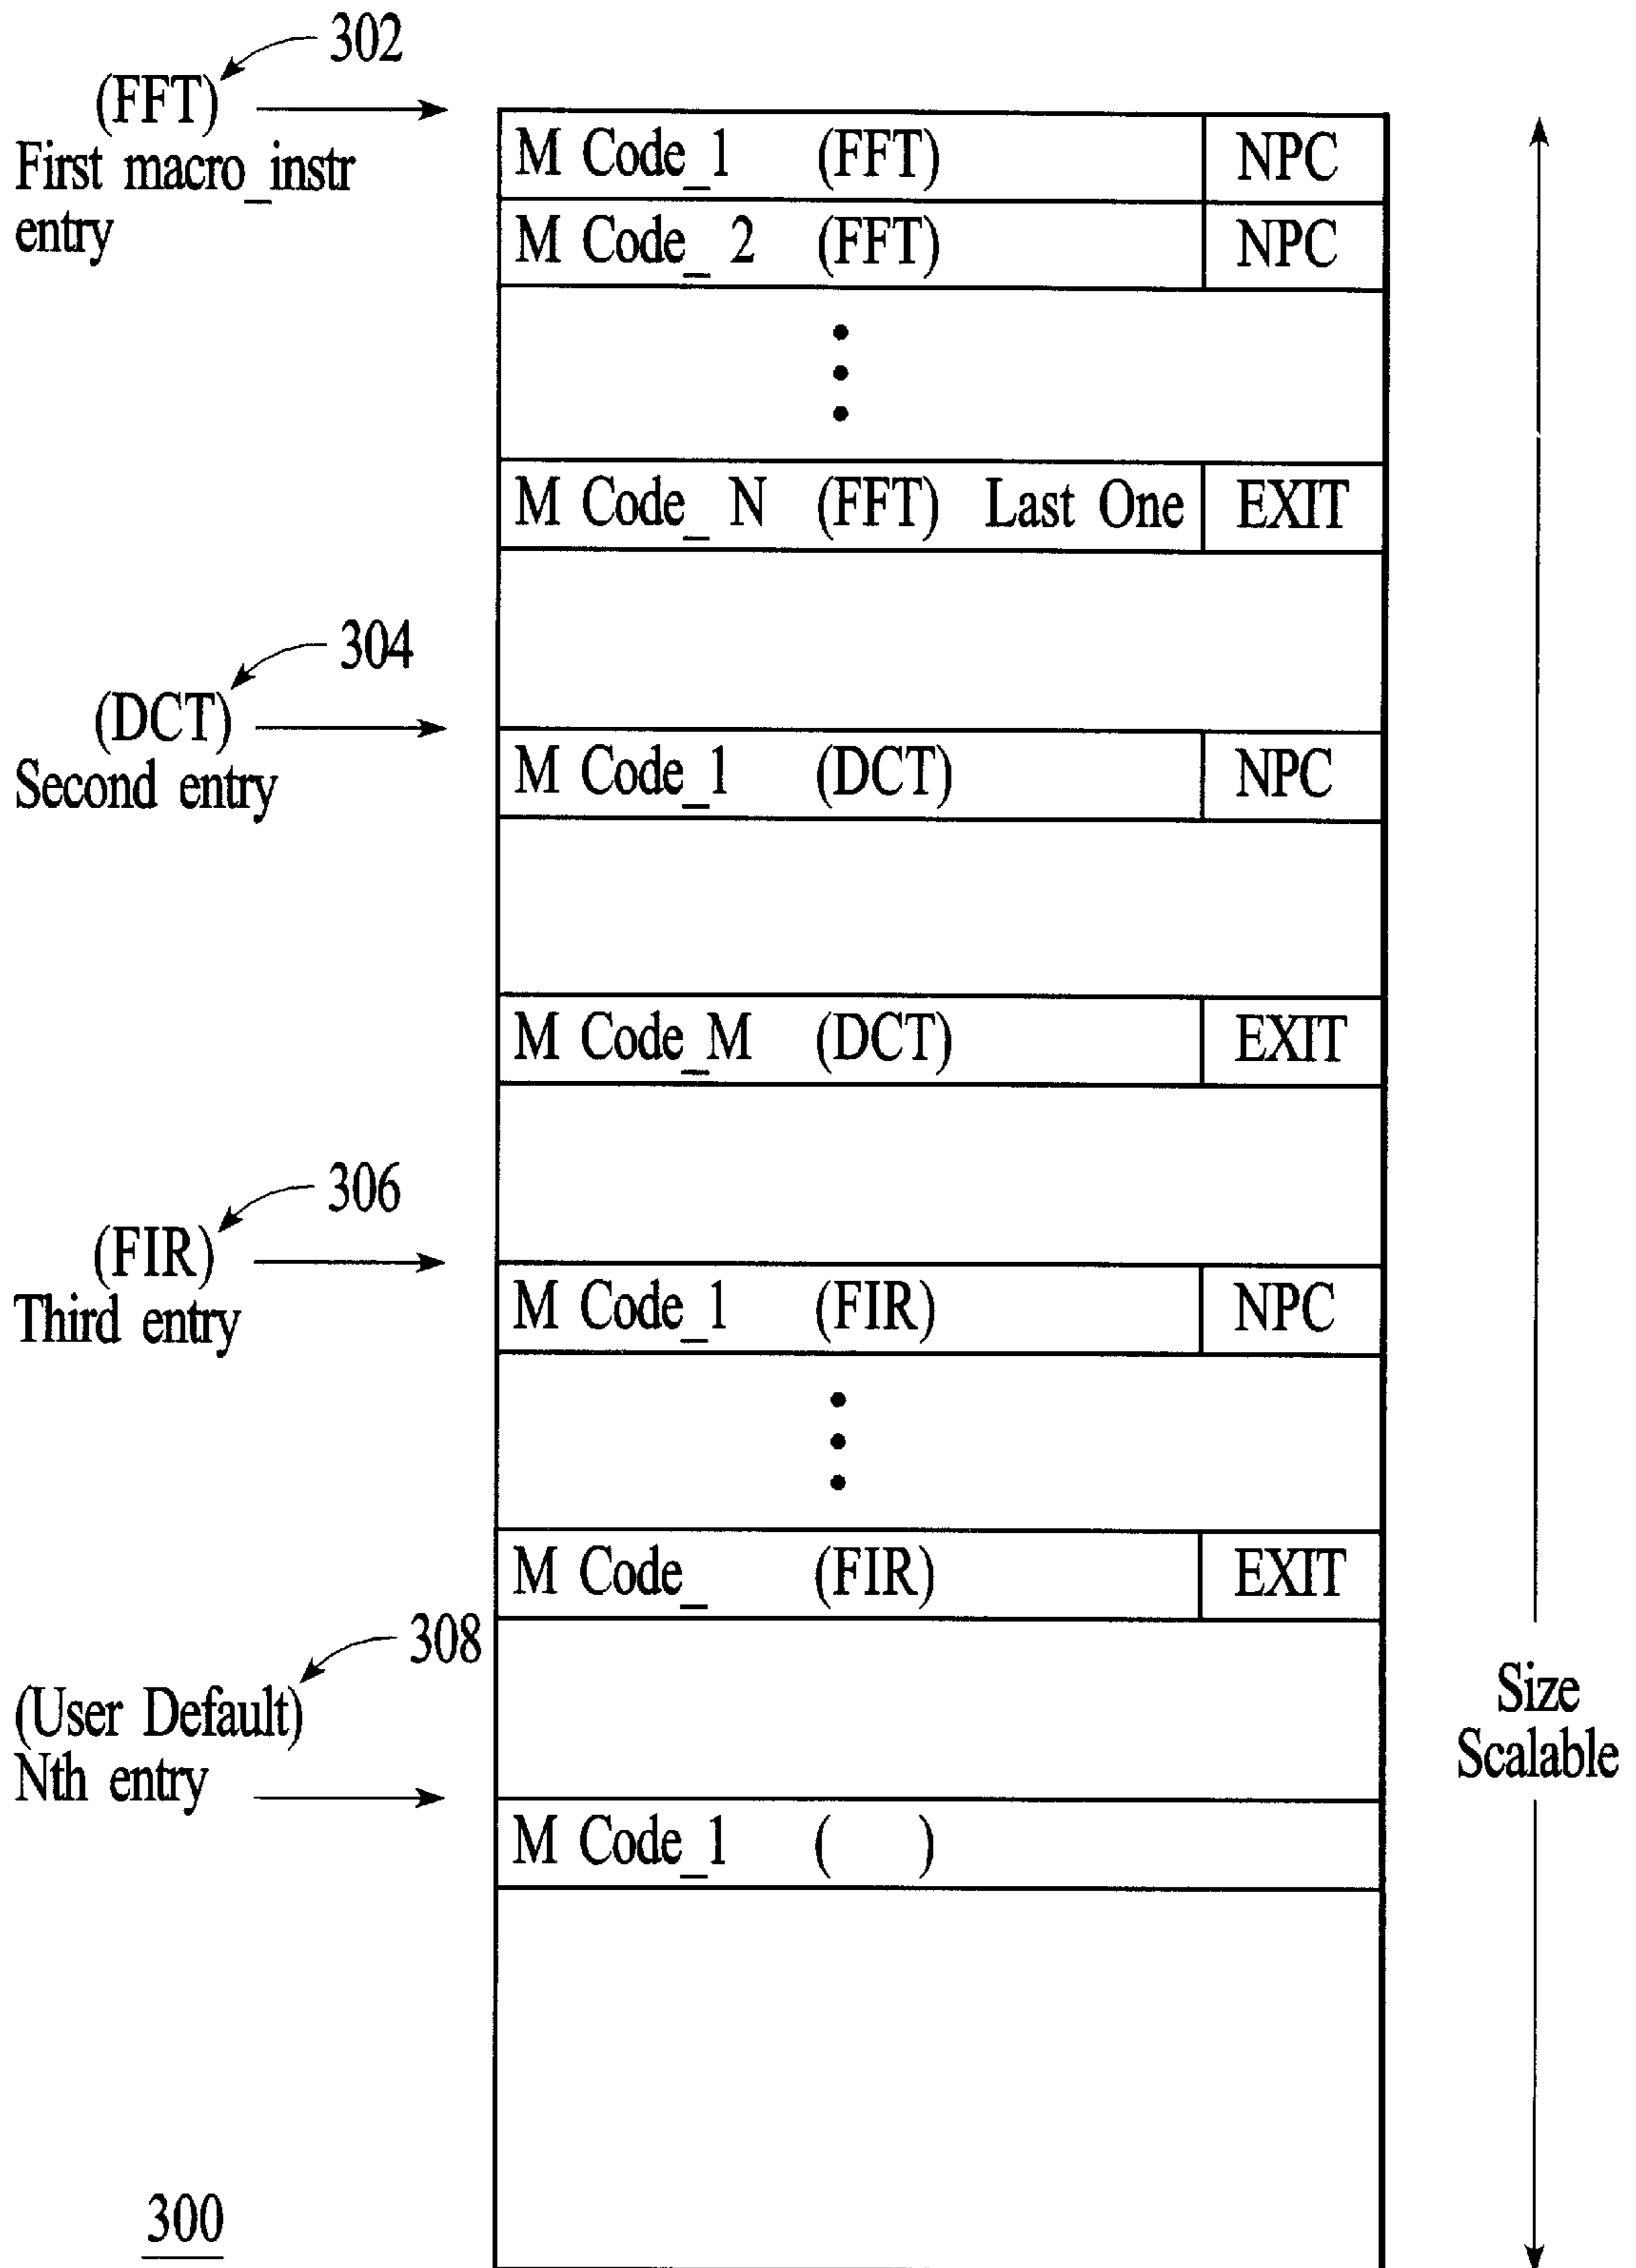 302
(FFT)
First macro_instr
entry
M Code_1 (FFT) NPC
M Code_ 2 (FFT) NPC
M Code_ N (FFT) Last One EXIT
304
(DCT)
Second entry
M Code_1 (DCT) NPC
M Code_M (DCT) EXIT
306
(FIR)
Third entry
M Code_1 (FIR) NPC
M Code_ (FIR) EXIT
308
(User Default)
Nth entry
M Code_1 ( )
Size
Scalable
300